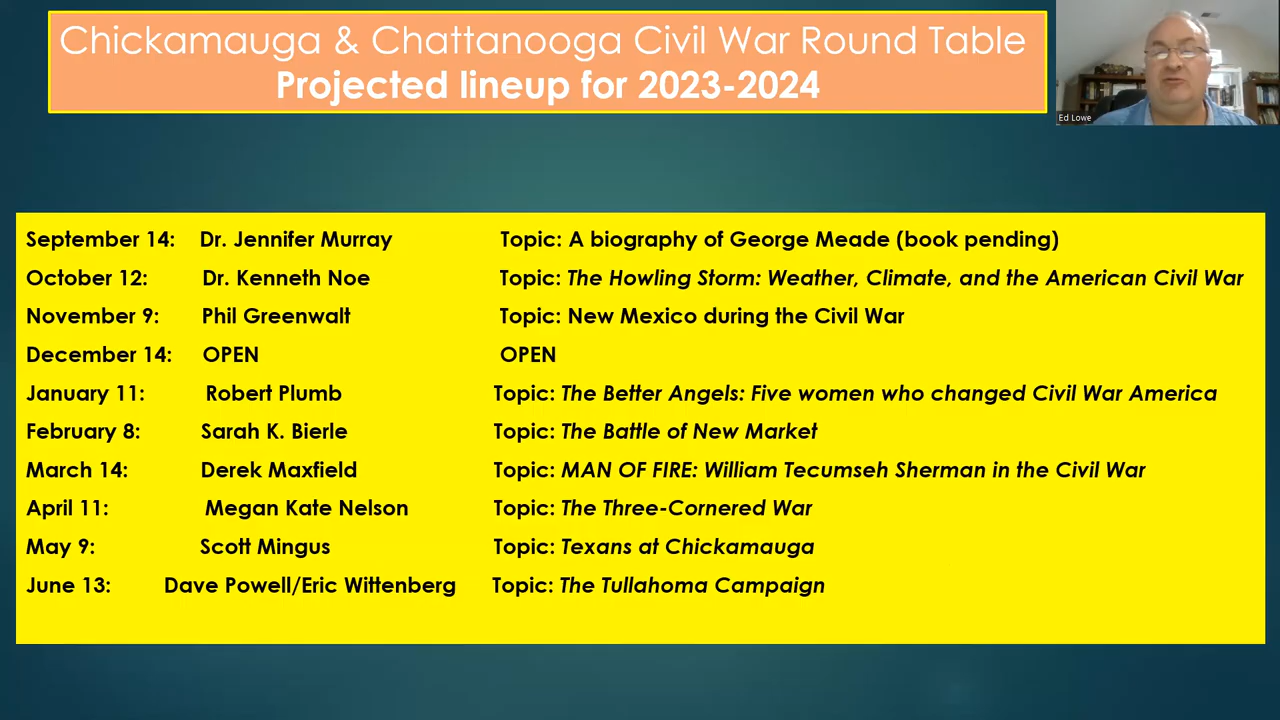 Chickamauga & Chattanooga Civil War Round Table
Projected lineup for 2023-2024
Ed Lowe
September 14: Dr. Jennifer Murray Topic: A biography of George Meade (book pending)
October 12: Dr. Kenneth Noe Topic: The Howling Storm: Weather, Climate, and the American Civil War
November 9: Phil Greenwalt Topic: New Mexico during the Civil War
December 14: OPEN OPEN
January 11: Robert Plumb Topic: The Better Angels: Five women who changed Civil War America
February 8: Sarah K. Bierle Topic: The Battle of New Market
March 14: Derek Maxfield Topic: MAN OF FIRE: William Tecumseh Sherman in the Civil War
April 11: Megan Kate Nelson Topic: The Three-Cornered War
May 9: Scott Mingus Topic: Texans at Chickamauga
June 13: Dave Powell/Eric Wittenberg Topic: The Tullahoma Campaign